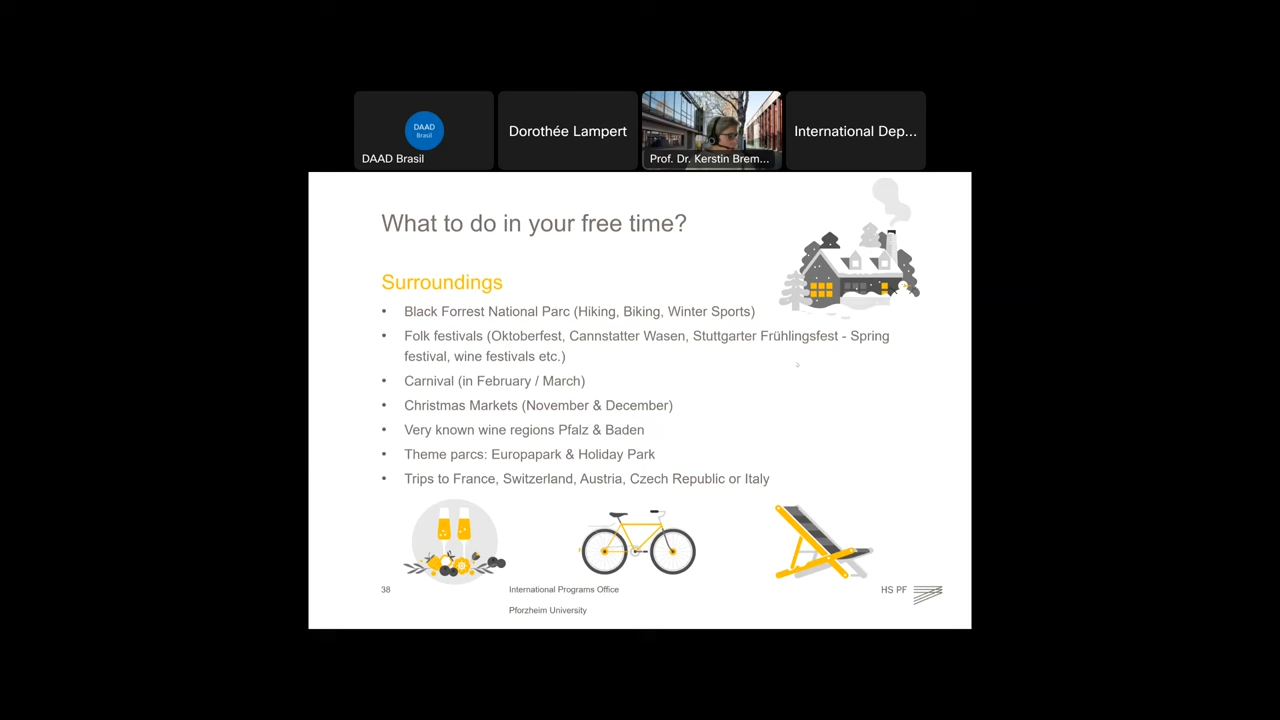 DAAD
Brasil
DAAD Brasil
Dorothée Lampert
Prof. Dr. Kerstin Brem...
International Dep...
What to do in your free time?
Surroundings
• Black Forrest National Parc (Hiking, Biking, Winter Sports)
• Folk festivals (Oktoberfest, Cannstatter Wasen, Stuttgarter Frühlingsfest - Spring
festival, wine festivals etc.)
• Carnival (in February / March)
• Christmas Markets (November & December)
• Very known wine regions Pfalz & Baden
• Theme parcs: Europapark & Holiday Park
• Trips to France, Switzerland, Austria, Czech Republic or Italy
38
International Programs Office
Pforzheim University
HS PF